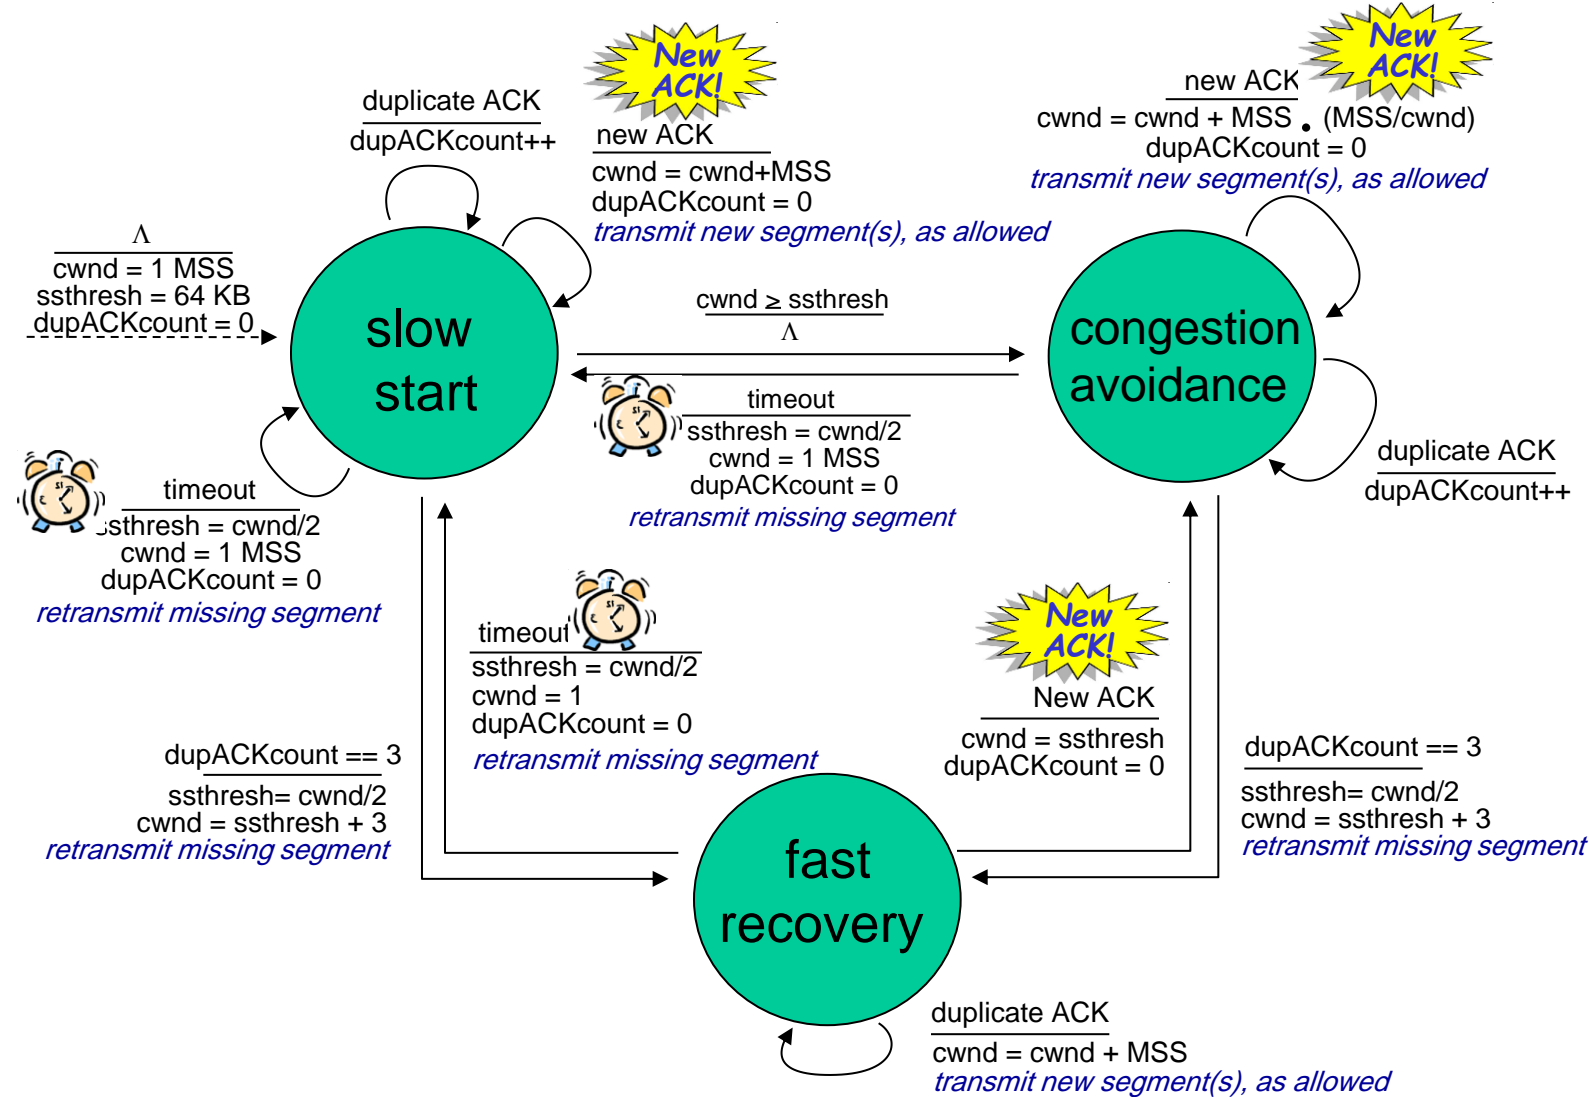 New
ACK!
New
ACK!
duplicate ACK
dupACKcount++
new ACK
cwnd = cwnd+MSS
dupACKcount = 0
transmit new segment(s), as allowed
new ACK
cwnd = cwnd + MSS • (MSS/cwnd)
dupACKcount = 0
transmit new segment(s), as allowed
Λ
cwnd = 1 MSS
ssthresh = 64 KB
dupACKcount = 0
slow
start
cwnd ≥ ssthresh
Λ
congestion
avoidance
timeout
ssthresh = cwnd/2
cwnd = 1 MSS
dupACKcount = 0
retransmit missing segment
duplicate ACK
dupACKcount++
timeout
ssthresh = cwnd/2
cwnd = 1 MSS
dupACKcount = 0
retransmit missing segment
timeout
ssthresh = cwnd/2
cwnd = 1
dupACKcount = 0
retransmit missing segment
New
ACK!
New ACK
cwnd = ssthresh
dupACKcount = 0
dupACKcount == 3
ssthresh= cwnd/2
cwnd = ssthresh + 3
retransmit missing segment
dupACKcount == 3
ssthresh= cwnd/2
cwnd = ssthresh + 3
retransmit missing segment
fast
recovery
duplicate ACK
cwnd = cwnd + MSS
transmit new segment(s), as allowed